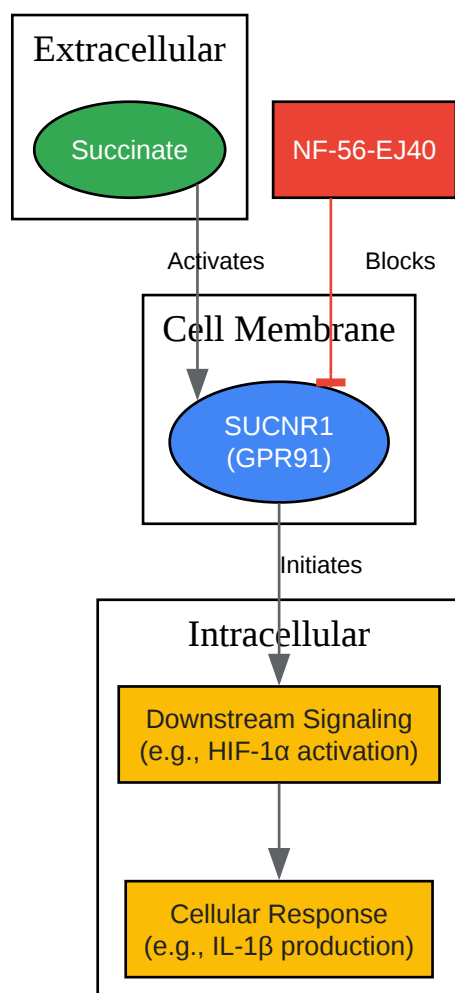 Extracellular
Succinate
NF-56-EJ40
Activates
Blocks
Cell Membrane
SUCNR1
(GPR91)
Initiates
Intracellular
Downstream Signaling
(e.g., HIF-1α activation)
Cellular Response
(e.g., IL-1β production)